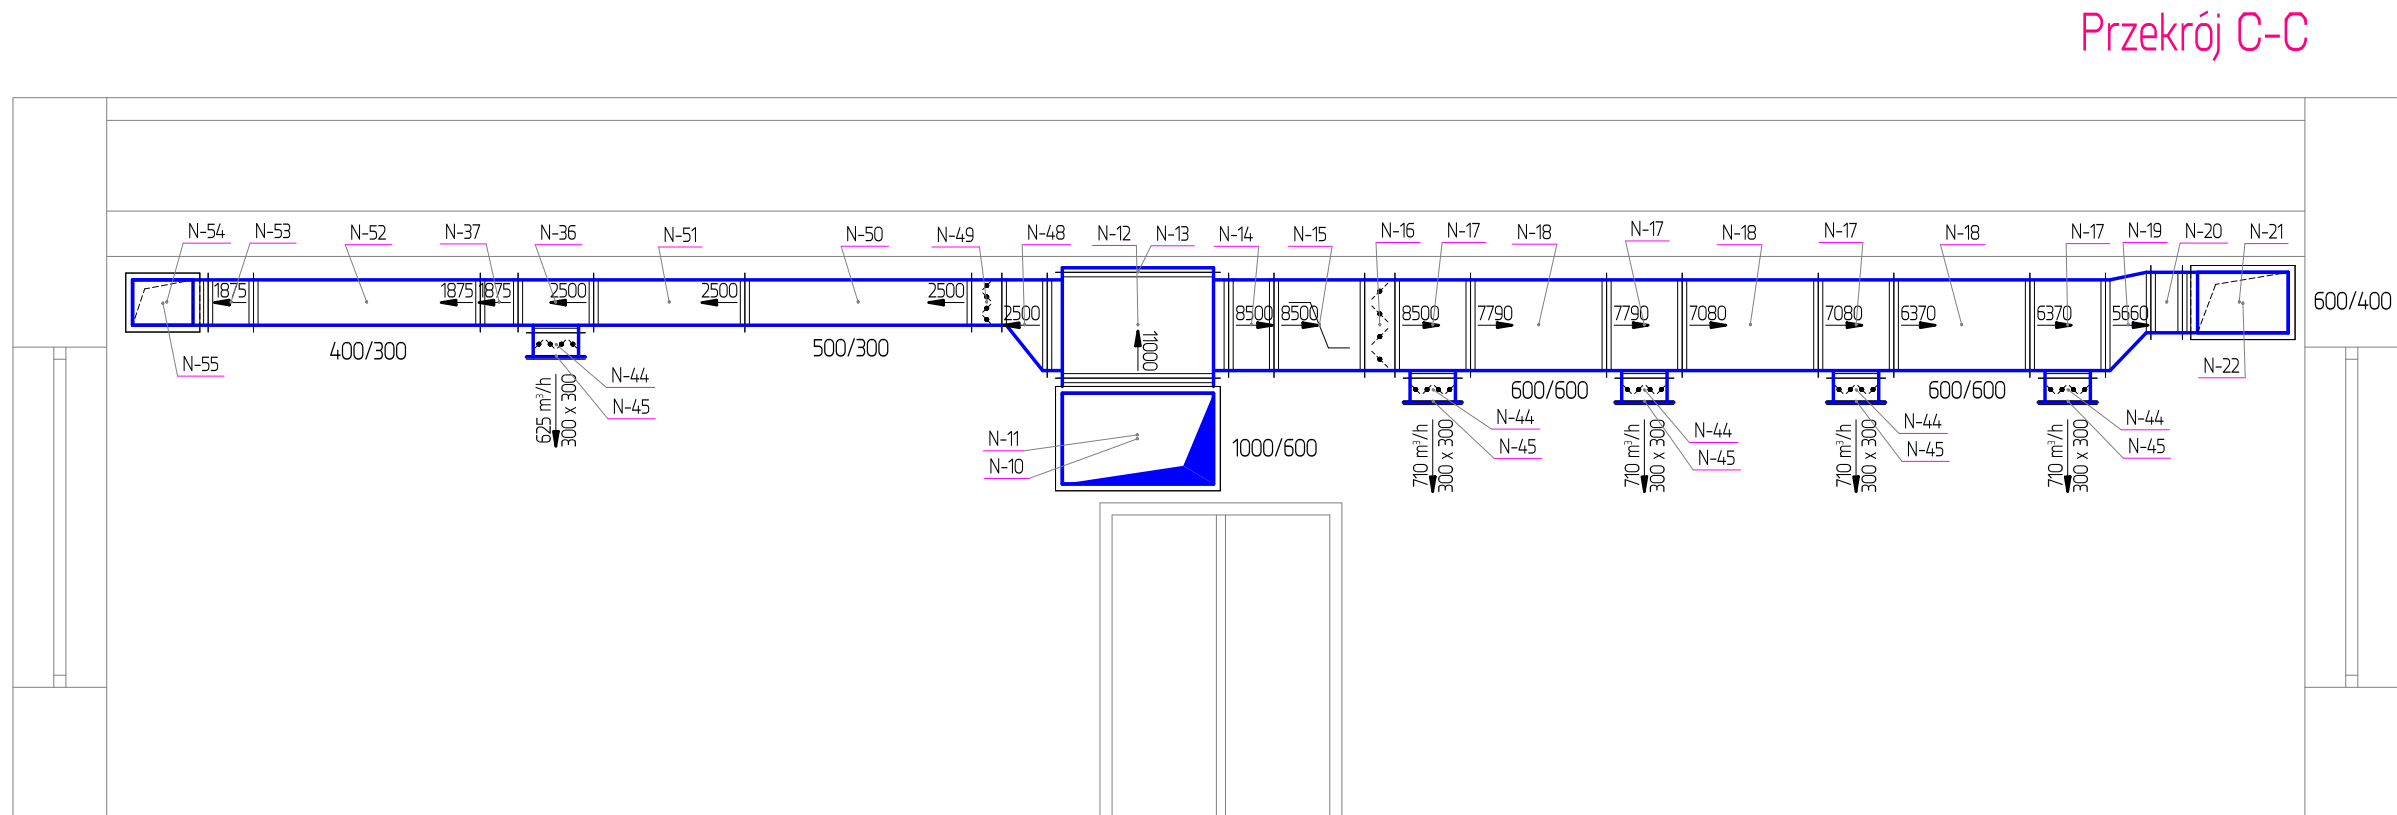 Przekrój C-C
N-54
N-53
N-52
N-37
N-36
N-51
N-50
N-49
N-48
N-12
N-13
N-14
N-15
N-16
N-17
N-18
N-17
N-18
N-17
N-18
N-17
N-19
N-20
N-21
1875
1875
1875
2500
2500
2500
2500
11000
8500
8500
8500
7790
7790
7080
7080
6370
6370
5660
600/400
400/300
500/300
N-55
N-44
N-45
625 m³/h
300 x 300
N-11
N-10
1000/600
600/600
600/600
N-22
N-44
N-45
710 m³/h
300 x 300
N-44
N-45
710 m³/h
300 x 300
N-44
N-45
710 m³/h
300 x 300
N-44
N-45
710 m³/h
300 x 300